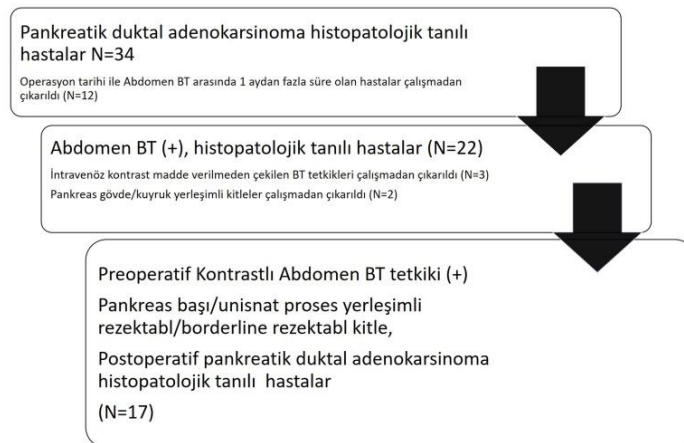 Pankreatik duktal adenokarsinoma histopatolojik tanılı
hastalar N=34
Operasyon tarihi ile Abdomen BT arasında 1 aydan fazla süre olan hastalar çalışmadan
çıkarıldı (N=12)
Abdomen BT (+), histopatolojik tanılı hastalar (N=22)
İntravenöz kontrast madde verilmeden çekilen BT tetkikleri çalışmadan çıkarıldı (N=3)
Pankreas gövde/kuyruk yerleşimli kitleler çalışmadan çıkarıldı (N=2)
Preoperatif Kontrastlı Abdomen BT tetkiki (+)
Pankreas başı/unisnat proses yerleşimli
rezektabl/borderline rezektabl kitle,
Postoperatif pankreatik duktal adenokarsinoma
histopatolojik tanılı hastalar
(N=17)